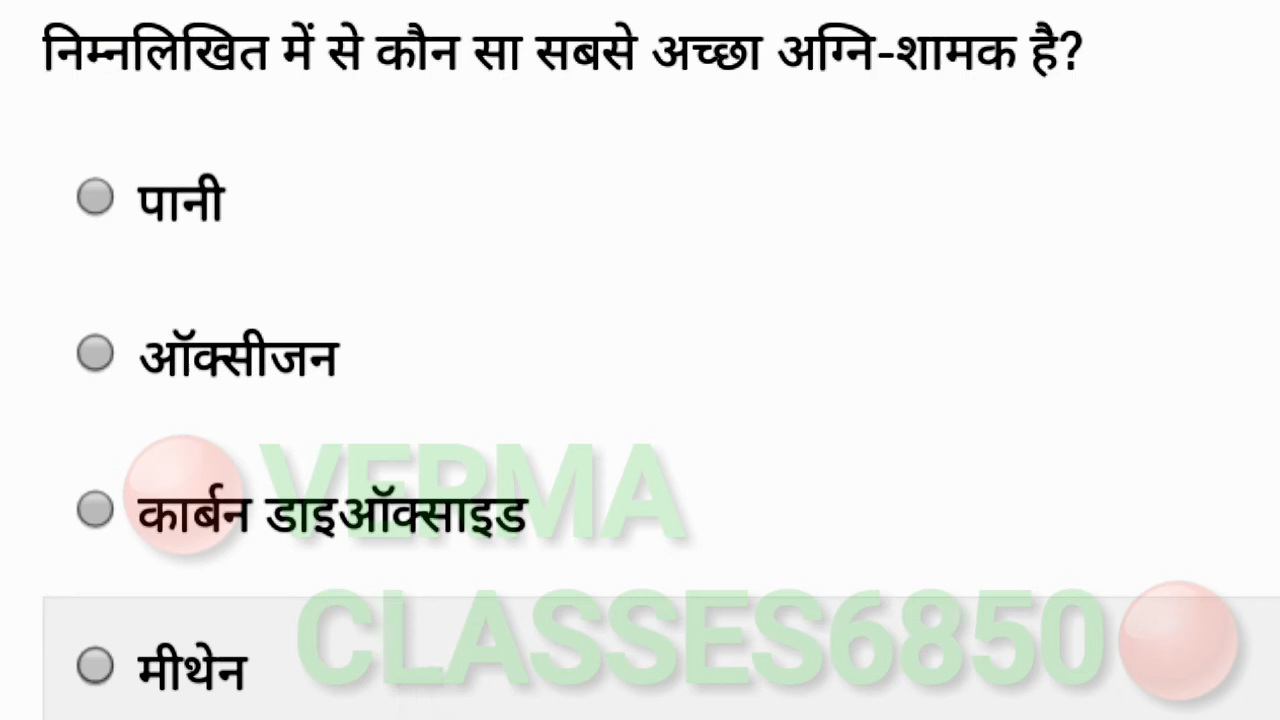 निम्नलिखित में से कौन सा सबसे अच्छा अग्नि-शामक है?
पानी
ऑक्सीजन
कार्बन डाइऑक्साइड
VERMA
CLASSES6850
मीथेन